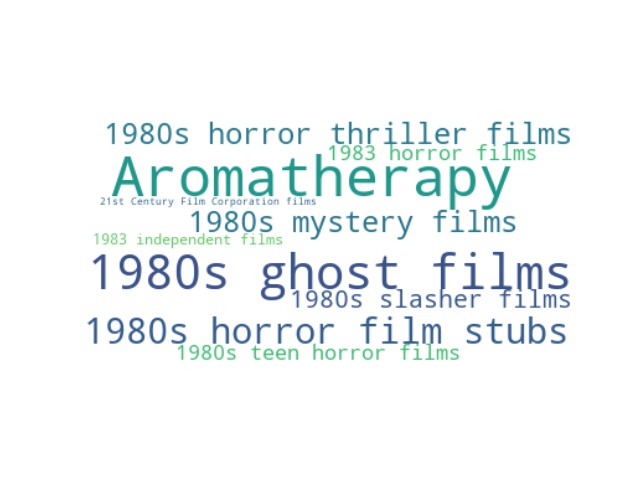 1980s horror thriller films
1983 horror films
Aromatherapy
21st Century Film Corporation films
1980s mystery films
1983 independent films
1980s ghost films
1980s slasher films
1980s horror film stubs
1980s teen horror films